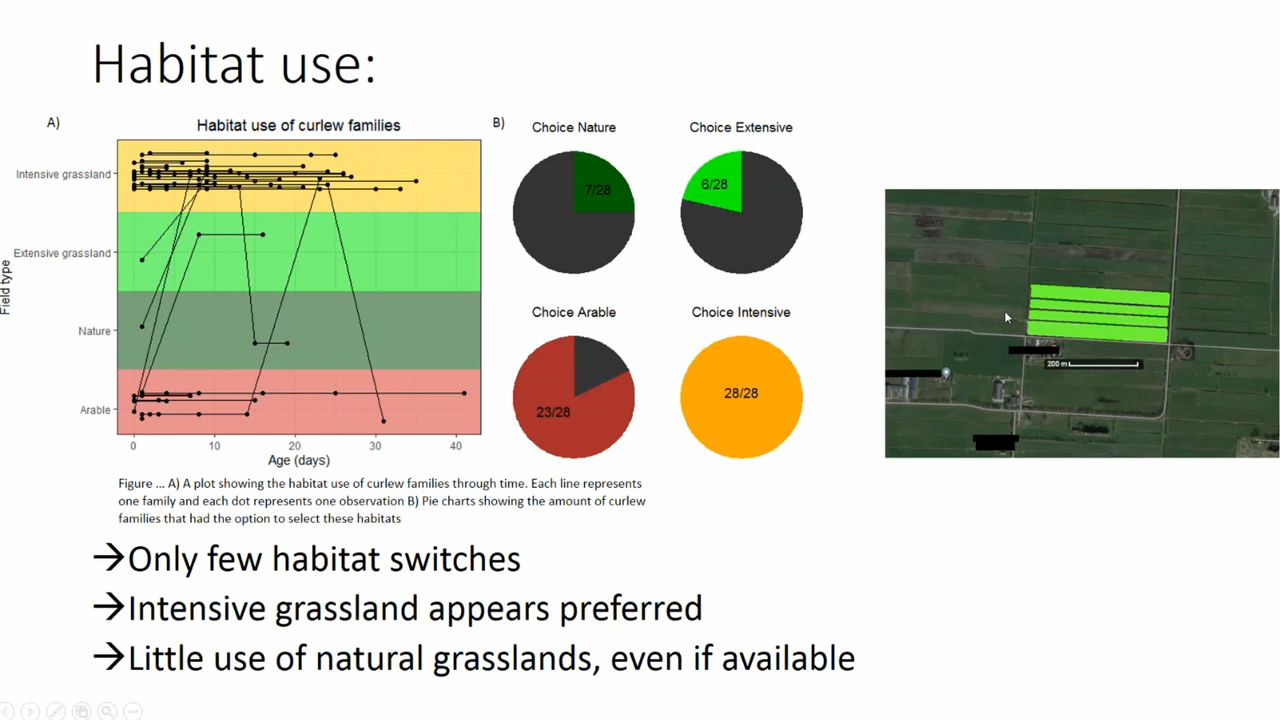 Habitat use:
A)
Habitat use of curlew families
Field type
Intensive grassland
Extensive grassland
Nature
Arable
0
10
20
30
40
Age (days)
B)
Choice Nature
7/28
Choice Extensive
6/28
Choice Arable
23/28
Choice Intensive
28/28
200 m
Figure ... A) A plot showing the habitat use of curlew families through time. Each line represents
one family and each dot represents one observation B) Pie charts showing the amount of curlew
families that had the option to select these habitats
→Only few habitat switches
→Intensive grassland appears preferred
→Little use of natural grasslands, even if available